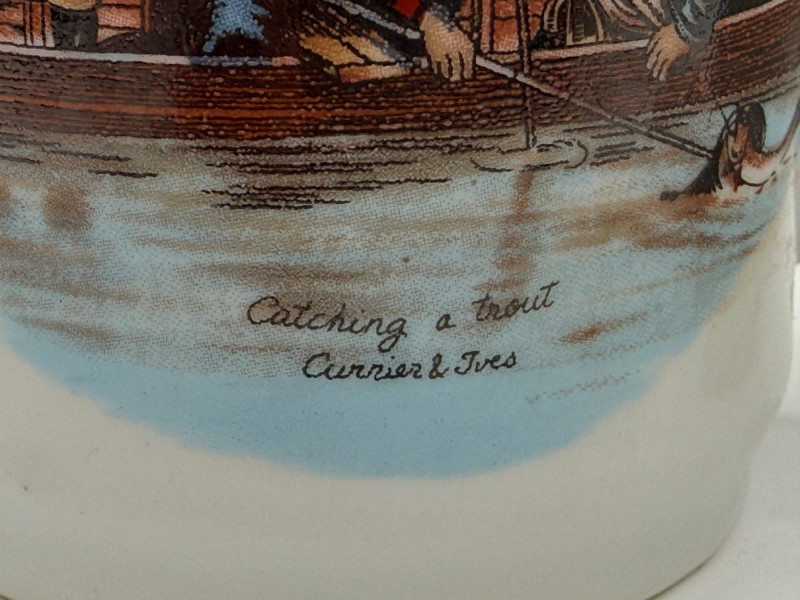 Catching a trout
Currier & Ives